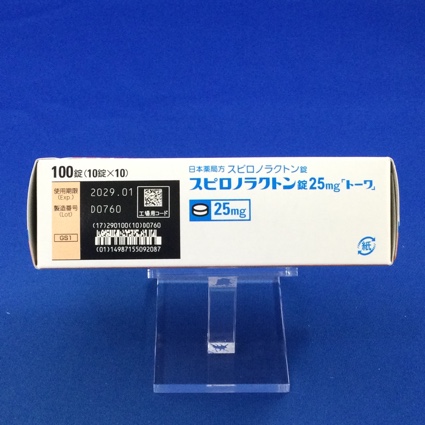 100錠(10錠×10)
使用期限
(Exp.)
2029.01
製造番号
(Lot)
D0760
工場用コード
GS1
(17)290100(10)D0760
(01)14987155092087
日本薬局方 スピロノラクトン錠
スピロノラクトン錠25mg「トーワ」
25mg
紙